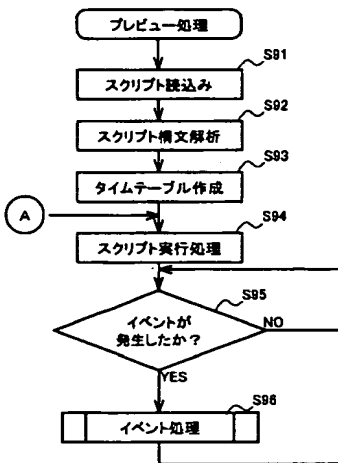 プレビュー処理
S91
スクリプト読込み
S92
スクリプト構文解析
S93
タイムテーブル作成
A
S94
スクリプト実行処理
S95
イベントが
発生したか？
NO
YES
S96
イベント処理